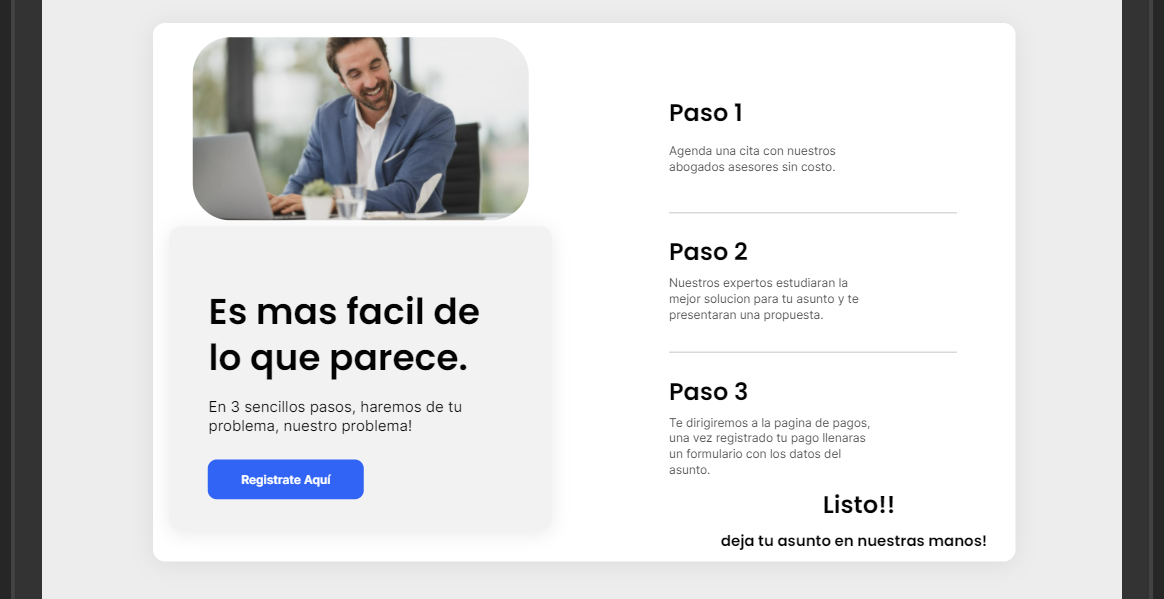 Es mas facil de
lo que parece.
En 3 sencillos pasos, haremos de tu
problema, nuestro problema!
Registrate Aquí
Paso 1
Agenda una cita con nuestros
abogados asesores sin costo.
Paso 2
Nuestros expertos estudiaran la
mejor solucion para tu asunto y te
presentaran una propuesta.
Paso 3
Te dirigiremos a la pagina de pagos,
una vez registrado tu pago llenaras
un formulario con los datos del
asunto.
Listo!!
deja tu asunto en nuestras manos!